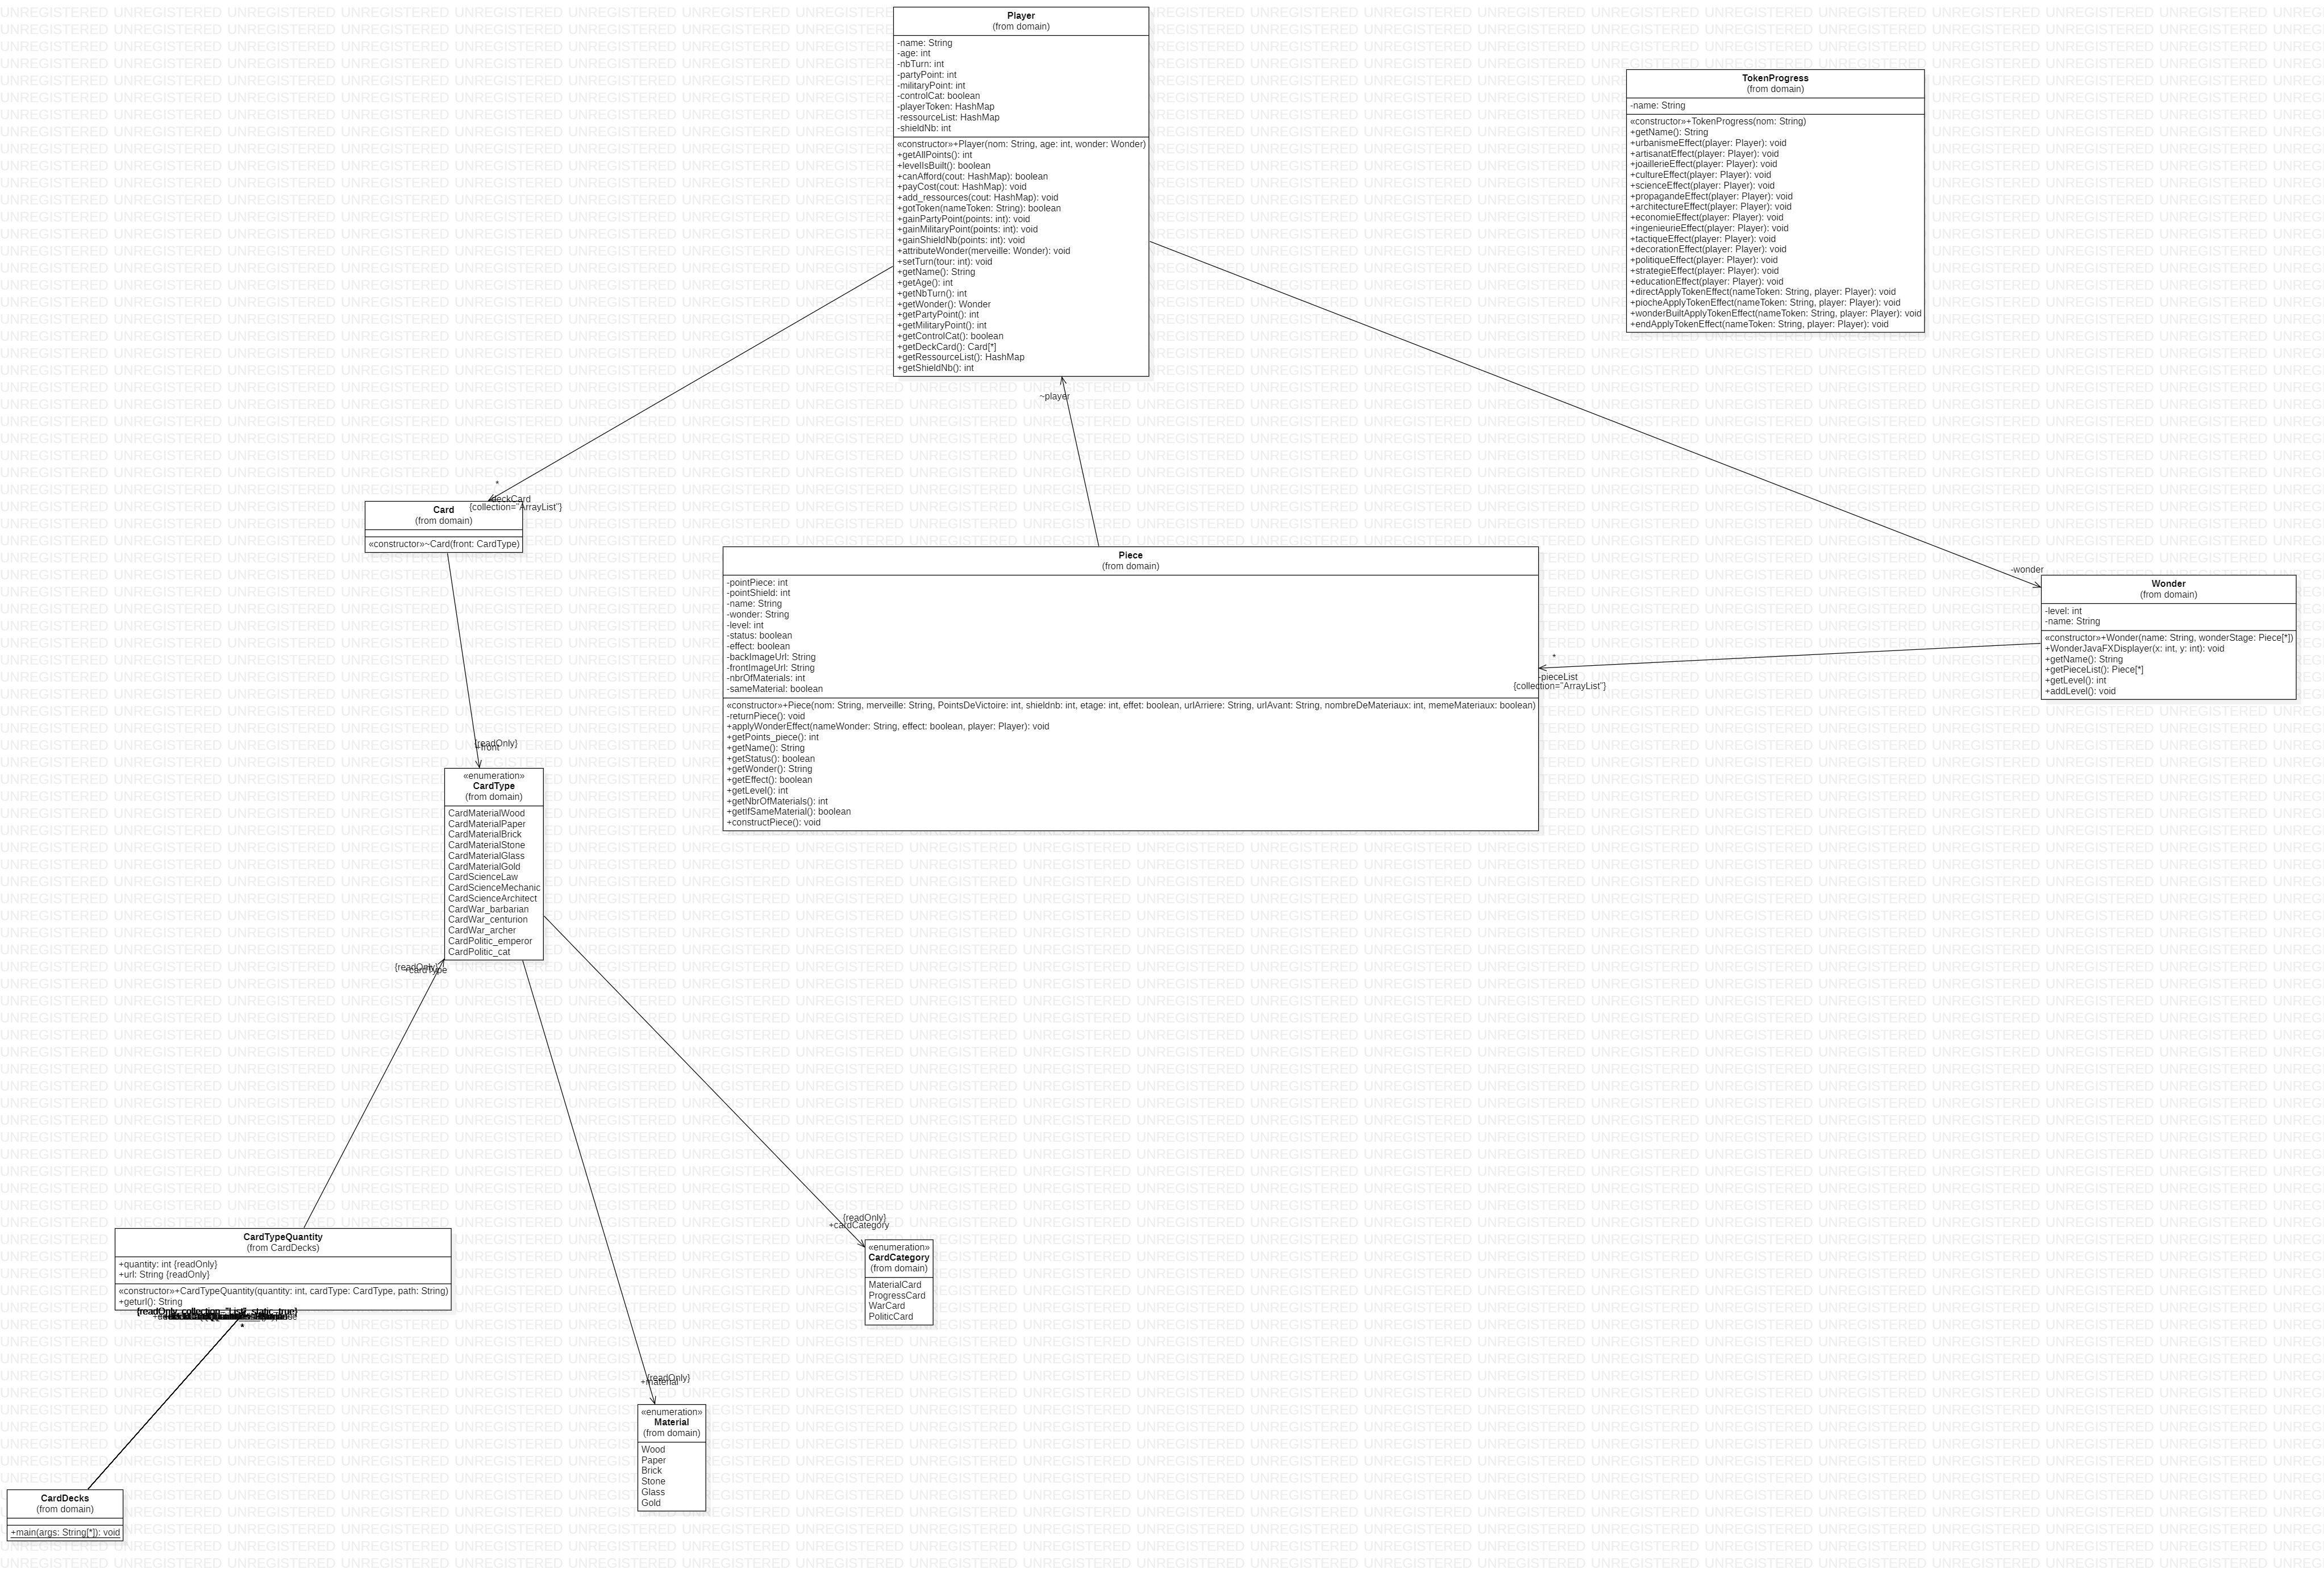 Player
(from domain)
-name: String
-age: int
-nbTurn: int
-partyPoint: int
-militaryPoint: int
-controlCat: boolean
-playerToken: HashMap
-ressourceList: HashMap
-shieldNb: int
«constructor»+Player(nom: String, age: int, wonder: Wonder)
+getAllPoints(): int
+levelIsBuilt(): boolean
+canAfford(cout: HashMap): boolean
+payCost(cout: HashMap): void
+add_ressources(cout: HashMap): void
+gotToken(nameToken: String): boolean
+gainPartyPoint(points: int): void
+gainMilitaryPoint(points: int): void
+gainShieldNb(points: int): void
+attributeWonder(merveille: Wonder): void
+setTurn(tour: int): void
+getName(): String
+getAge(): int
+getNbTurn(): int
+getWonder(): Wonder
+getPartyPoint(): int
+getMilitaryPoint(): int
+getControlCat(): boolean
+getDeckCard(): Card[*]
+getRessourceList(): HashMap
+getShieldNb(): int
TokenProgress
(from domain)
-name: String
«constructor»+TokenProgress(nom: String)
+getName(): String
+urbanismeEffect(player: Player): void
+artisanatEffect(player: Player): void
+joaillerieEffect(player: Player): void
+cultureEffect(player: Player): void
+scienceEffect(player: Player): void
+propagandeEffect(player: Player): void
+architectureEffect(player: Player): void
+economieEffect(player: Player): void
+ingenieurieEffect(player: Player): void
+tactiqueEffect(player: Player): void
+decorationEffect(player: Player): void
+politiqueEffect(player: Player): void
+strategieEffect(player: Player): void
+educationEffect(player: Player): void
+directApplyTokenEffect(nameToken: String, player: Player): void
+piocheApplyTokenEffect(nameToken: String, player: Player): void
+wonderBuiltApplyTokenEffect(nameToken: String, player: Player): void
+endApplyTokenEffect(nameToken: String, player: Player): void
~player
*
{collection="ArrayList"}
Card
(from domain)
«constructor»~Card(front: CardType)
Piece
(from domain)
-pointPiece: int
-pointShield: int
-name: String
-wonder: String
-level: int
-status: boolean
-effect: boolean
-backImageUrl: String
-frontImageUrl: String
-nbrOfMaterials: int
-sameMaterial: boolean
«constructor»+Piece(nom: String, merveille: String, PointsDeVictoire: int, shieldnb: int, etage: int, effet: boolean, urlArriere: String, urlAvant: String, nombreDeMateriaux: int, memeMateriaux: boolean)
-returnPiece(): void
+applyWonderEffect(nameWonder: String, effect: boolean, player: Player): void
+getPoints_piece(): int
+getName(): String
+getStatus(): boolean
+getWonder(): String
+getEffect(): boolean
+getLevel(): int
+getNbrOfMaterials(): int
+getIfSameMaterial(): boolean
+constructPiece(): void
-wonder
Wonder
(from domain)
-level: int
-name: String
«constructor»+Wonder(name: String, wonderStage: Piece[*])
+WonderJavaFXDisplayer(x: int, y: int): void
+getName(): String
+getPieceList(): Piece[*]
+getLevel(): int
+addLevel(): void
*
-pieceList
{collection="ArrayList"}
{readOnly}
+front
«enumeration»
CardType
(from domain)
CardMaterialWood
CardMaterialPaper
CardMaterialBrick
CardMaterialStone
CardMaterialGlass
CardMaterialGold
CardScienceLaw
CardScienceMechanic
CardScienceArchitect
CardWar_barbarian
CardWar_centurion
CardWar_archer
CardPolitic_emperor
CardPolitic_cat
{readOnly}
+cardType
CardTypeQuantity
(from CardDecks)
+quantity: int {readOnly}
+url: String {readOnly}
«constructor»+CardTypeQuantity(quantity: int, cardType: CardType, path: String)
+geturl(): String
{readOnly, collection="List", static=true}
*
{readOnly}
+cardCategory
«enumeration»
CardCategory
(from domain)
MaterialCard
ProgressCard
WarCard
PoliticCard
{readOnly}
+material
«enumeration»
Material
(from domain)
Wood
Paper
Brick
Stone
Glass
Gold
CardDecks
(from domain)
+main(args: String[*]): void